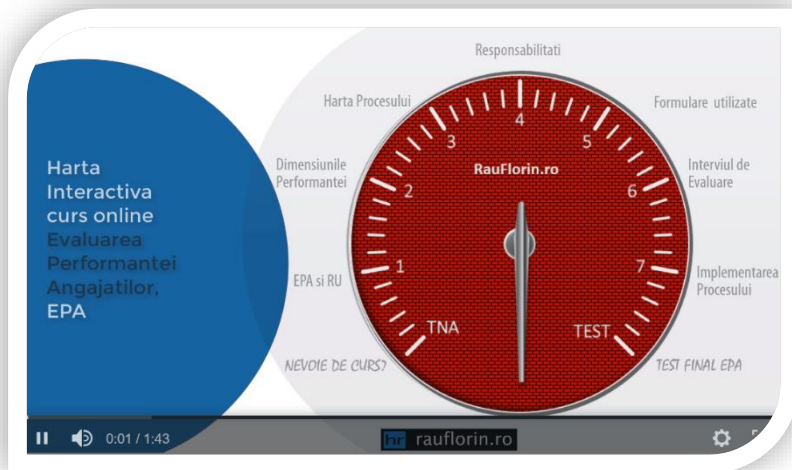 Harta
Interactiva
curs online
Evaluarea
Performantei
Angajatilor,
EPA
Responsabilitati
Harta Procesului
Formulare utilizate
Dimensiunile
Performantei
Interviul de
Evaluare
EPA si RU
Implementarea
Procesului
NEVOIE DE CURS?
TEST FINAL EPA
RauFlorin.ro
TNA
1
2
3
4
5
6
7
TEST
0:01 / 1:43
hr rauflorin.ro